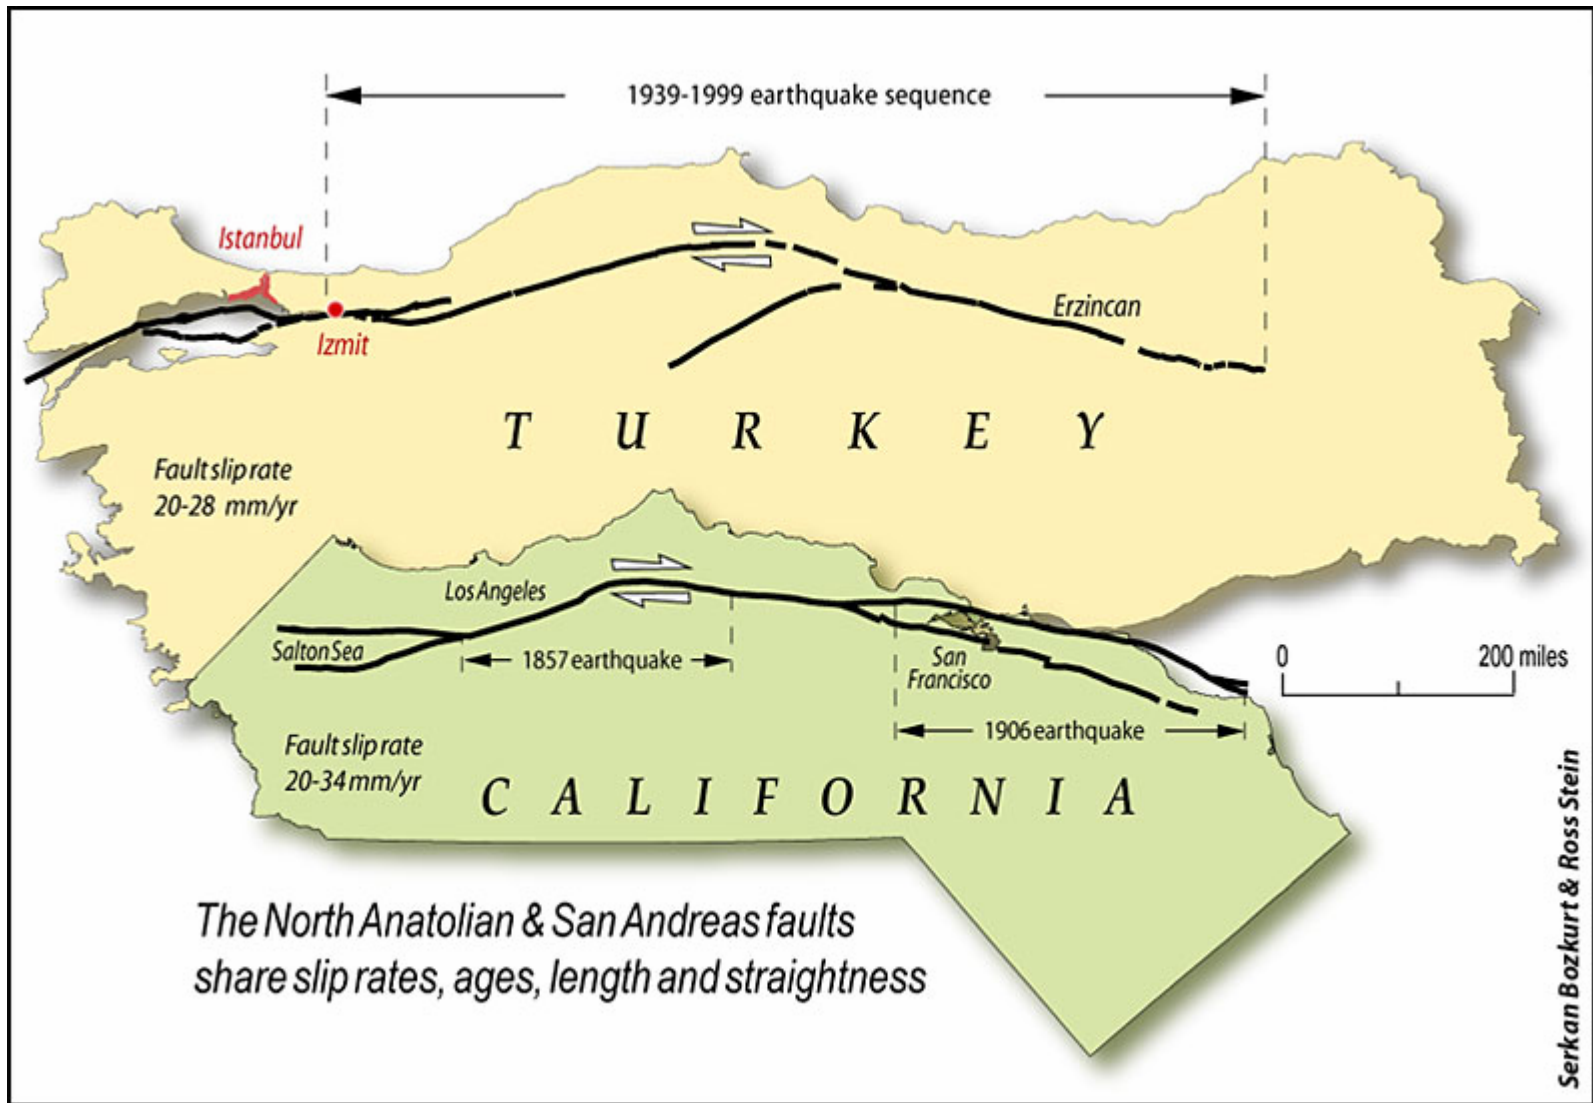 1939-1999 earthquake sequence
Istanbul
Izmit
Erzincan
T U R K E Y
Fault slip rate
20-28 mm/yr
Los Angeles
Salton Sea
1857 earthquake
San
Francisco
0 200 miles
1906 earthquake
Fault slip rate
20-34 mm/yr
C A L I F O R N I A
The North Anatolian & San Andreas faults
share slip rates, ages, length and straightness
Serkan Bozkurt & Ross Stein